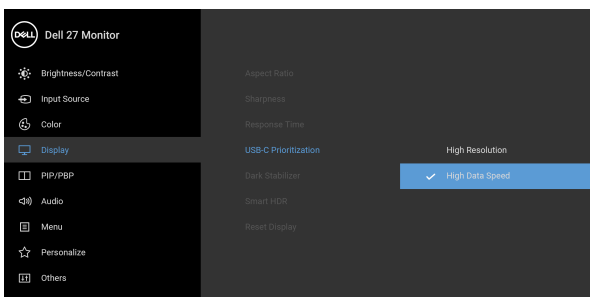 DELL Dell 27 Monitor
Brightness/Contrast
Input Source
Color
Display
PIP/PBP
Audio
Menu
Personalize
Others
Aspect Ratio
Sharpness
Response Time
USB-C Prioritization
Dark Stabilizer
Smart HDR
Reset Display
High Resolution
High Data Speed